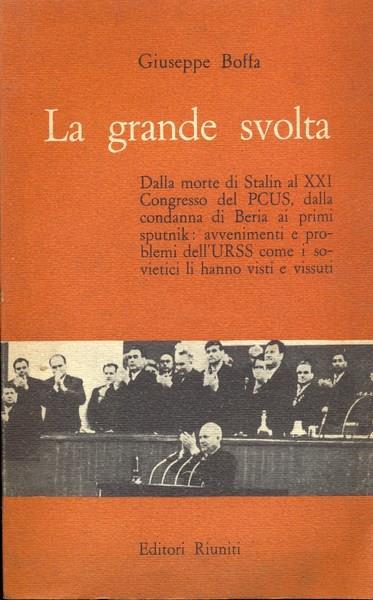 Giuseppe Boffa
La grande svolta
Dalla morte di Stalin al XXI
Congresso del PCUS, dalla
condanna di Beria ai primi
sputnik: avvenimenti e pro-
blemi dell'URSS come i so-
vietici li hanno visti e vissuti
Editori Riuniti